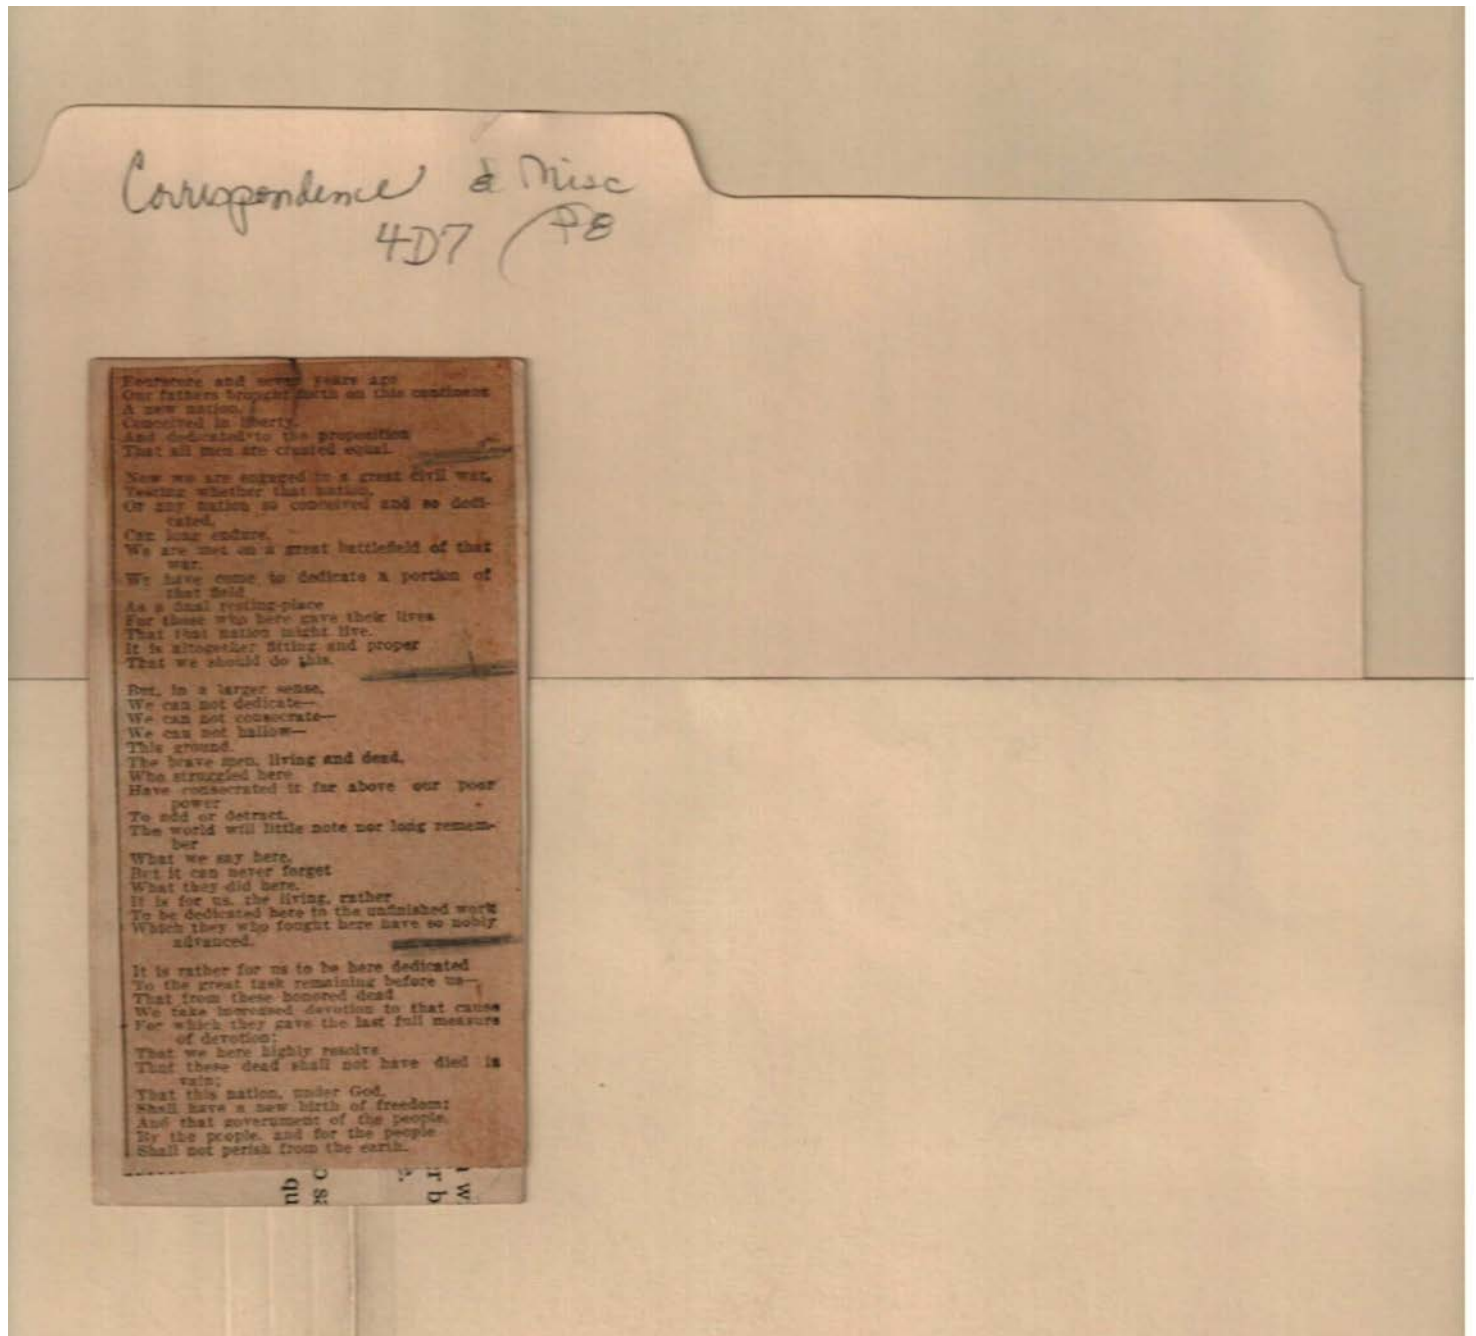 Correspondence & Misc
4D7 (P8
Fourscore and seven years ago
Our fathers brought forth on this continent
A new nation,
Conceived in liberty,
And dedicated to the proposition
That all men are created equal.
Now we are engaged in a great civil war,
Testing whether that nation,
Or any nation so conceived and so dedi-
cated,
Can long endure.
We are met on a great battlefield of that
war.
We have come to dedicate a portion of
that field
As a final resting-place
For those who here gave their lives
That that nation might live.
It is altogether fitting and proper
That we should do this.
But, in a larger sense,
We can not dedicate—
We can not consecrate—
We can not hallow—
This ground.
The brave men, living and dead,
Who struggled here
Have consecrated it far above our poor
power
To add or detract.
The world will little note nor long remem-
ber
What we say here,
But it can never forget
What they did here.
It is for us, the living, rather
To be dedicated here to the unfinished work
Which they who fought here have so nobly
advanced.
It is rather for us to be here dedicated
To the great task remaining before us—
That from these honored dead
We take increased devotion to that cause
For which they gave the last full measure
of devotion;
That we here highly resolve
That these dead shall not have died in
vain;
That this nation, under God,
Shall have a new birth of freedom;
And that government of the people,
By the people, and for the people
Shall not perish from the earth.